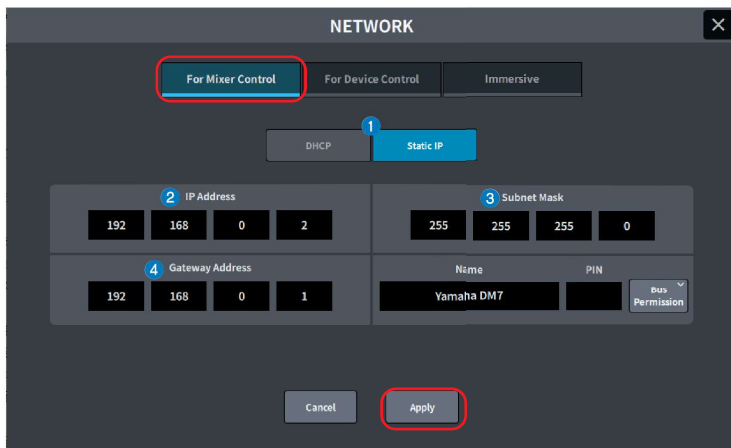 NETWORK
For Mixer Control
For Device Control
Immersive
1
DHCP
Static IP
2 IP Address
192 168 0 2
3 Subnet Mask
255 255 255 0
4 Gateway Address
192 168 0 1
Name
PIN
Yamaha DM7
Bus
Permission
Cancel
Apply